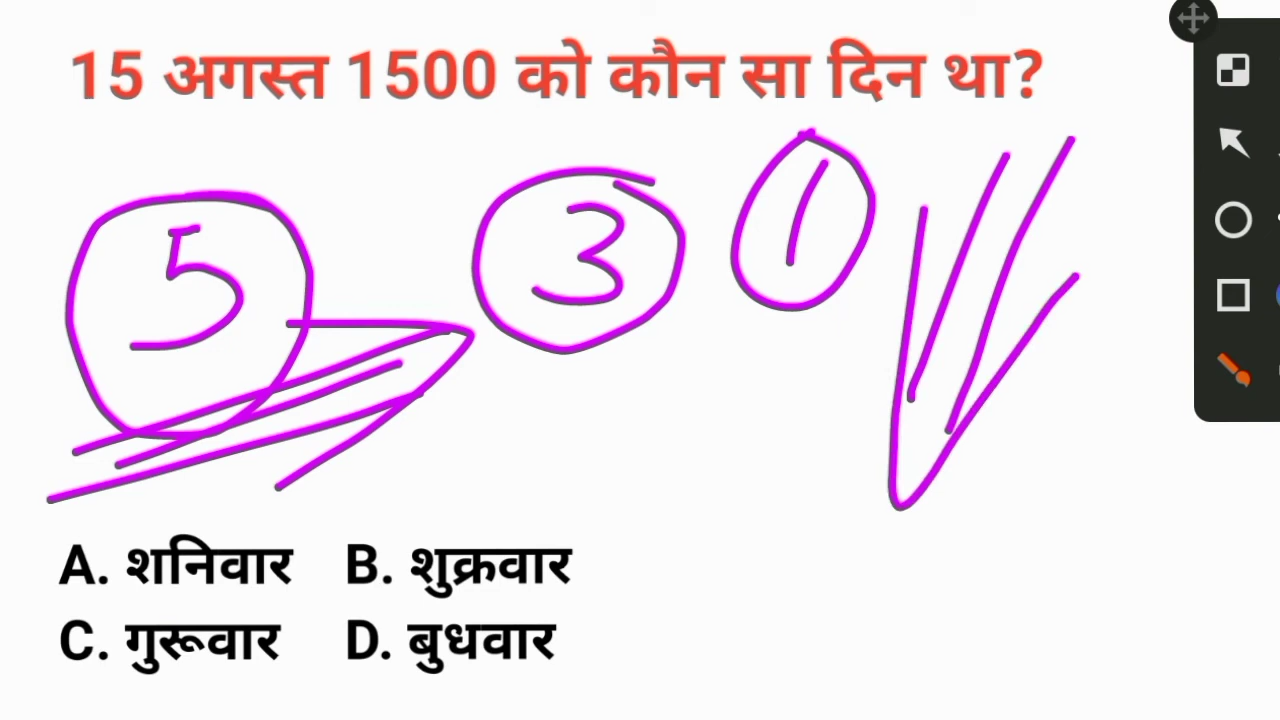 15 अगस्त 1500 को कौन सा दिन था?
5 3 1
A. शनिवार B. शुक्रवार
C. गुरूवार D. बुधवार